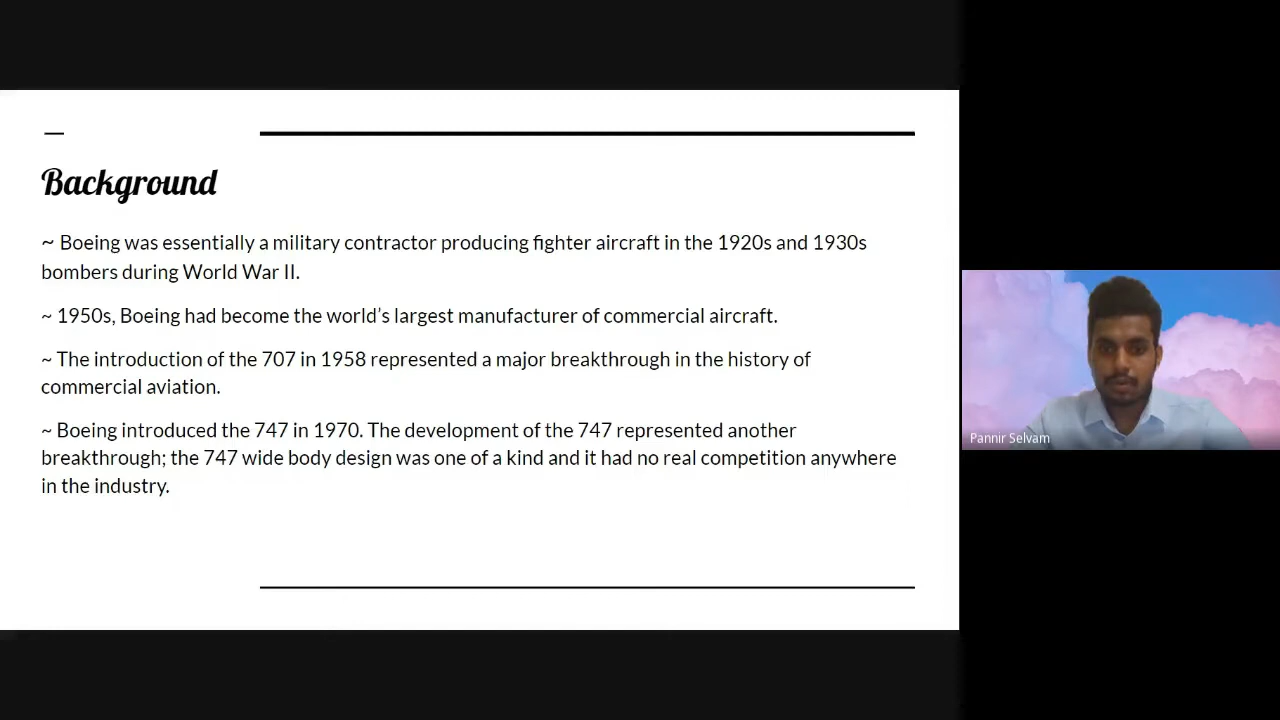 Background
~ Boeing was essentially a military contractor producing fighter aircraft in the 1920s and 1930s
bombers during World War II.
~ 1950s, Boeing had become the world’s largest manufacturer of commercial aircraft.
~ The introduction of the 707 in 1958 represented a major breakthrough in the history of
commercial aviation.
~ Boeing introduced the 747 in 1970. The development of the 747 represented another
breakthrough; the 747 wide body design was one of a kind and it had no real competition anywhere
in the industry.
Pannir Selvam